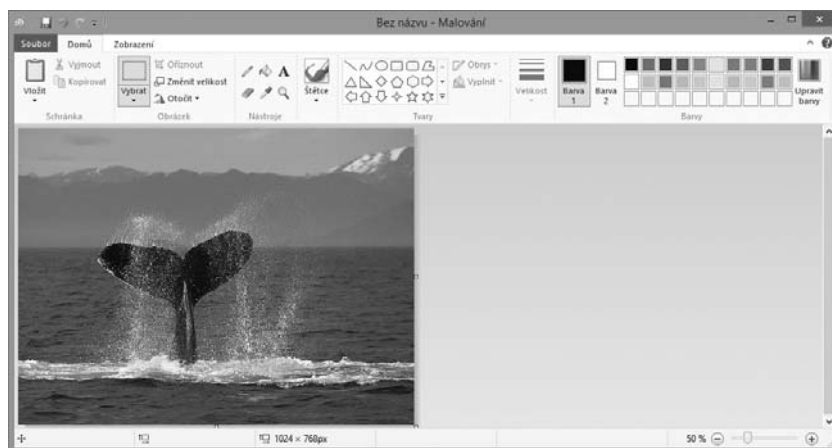 Bez názvu - Malování
Soubor Domů Zobrazení
Vložit
Vyjmout
Kopírovat
Schránka
Vybrat
Oříznout
Změnit velikost
Otočit
Obrázek
A
Nástroje
Štětce
Obrys
Vyplnit
Tvary
Velikost
Barva 1
Barva 2
Upravit barvy
Barvy
1024 × 768px
50 %